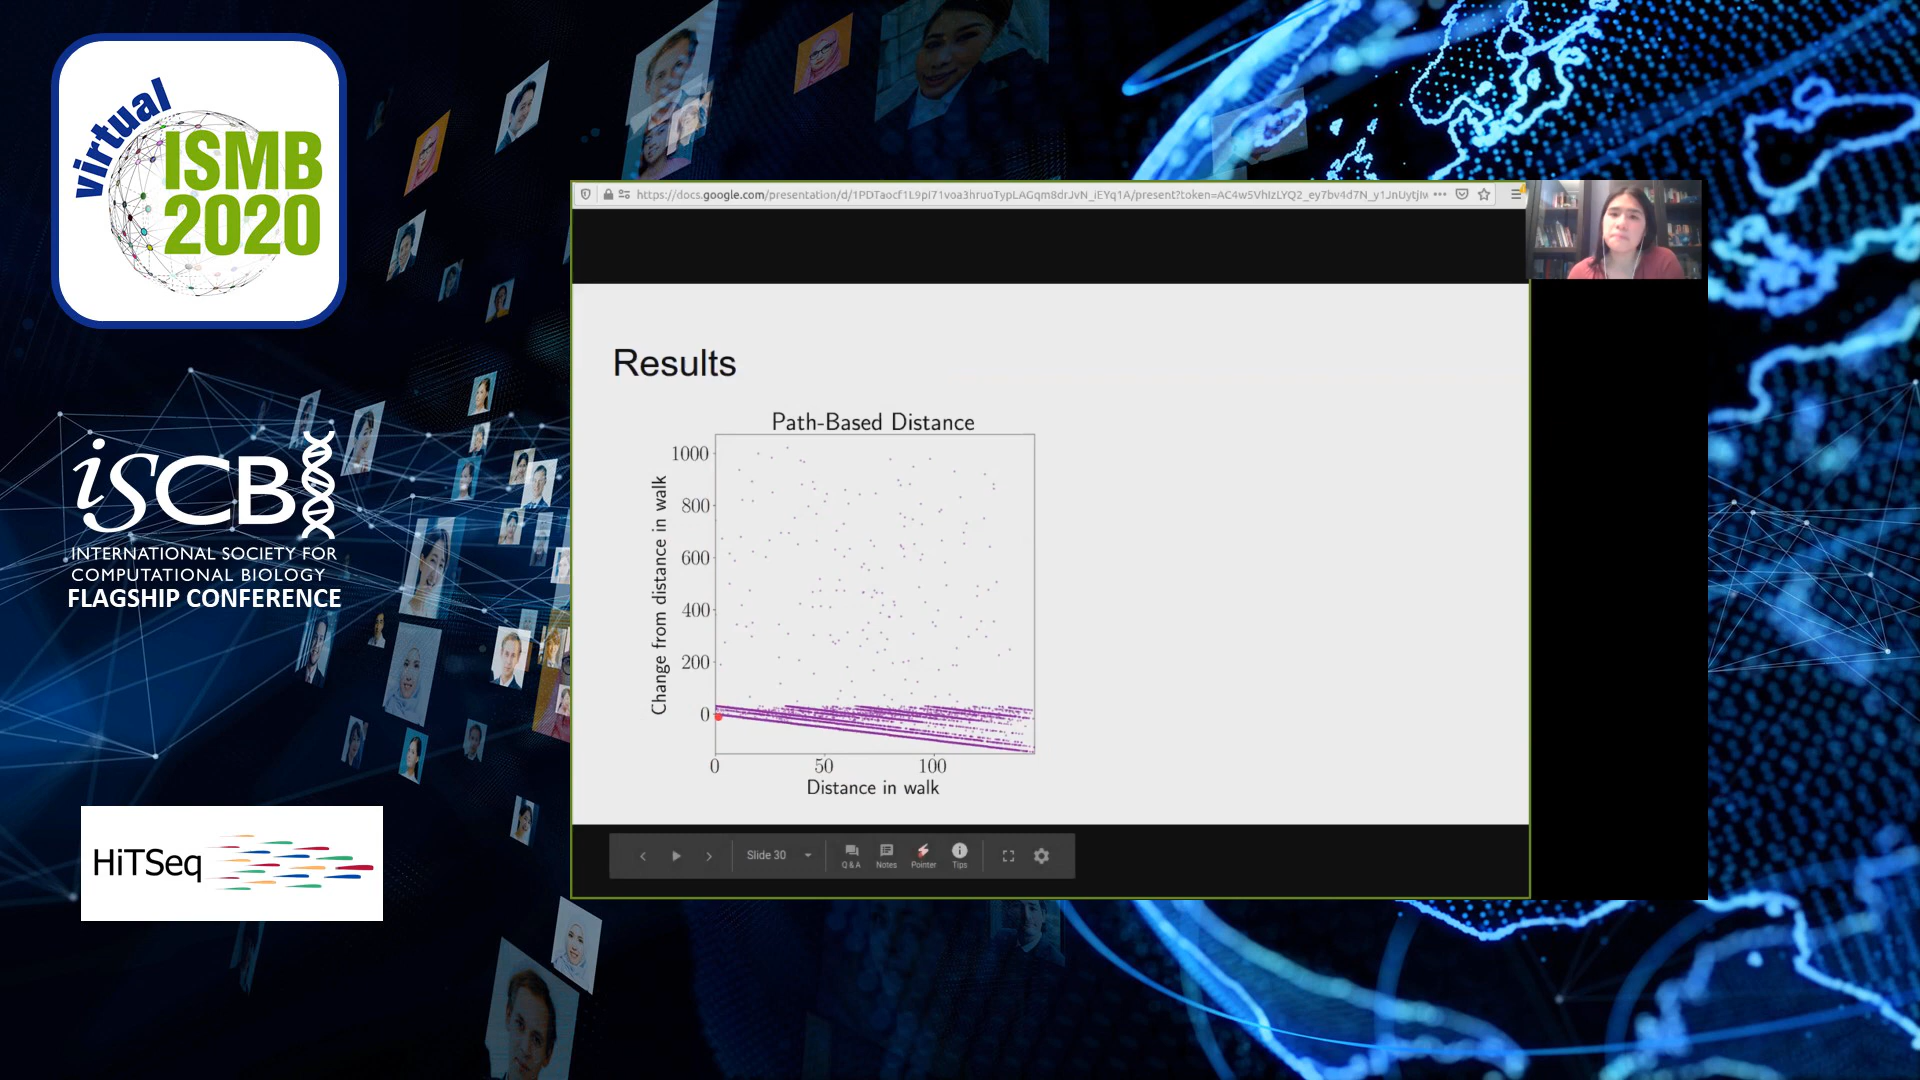 virtual
ISMB
2020
iSCB
INTERNATIONAL SOCIETY FOR
COMPUTATIONAL BIOLOGY
FLAGSHIP CONFERENCE
HiTSeq
Results
Path-Based Distance
Change from distance in walk
1000
800
600
400
200
0
0 50 100
Distance in walk
Slide 30
Q & A Notes Pointer Tips